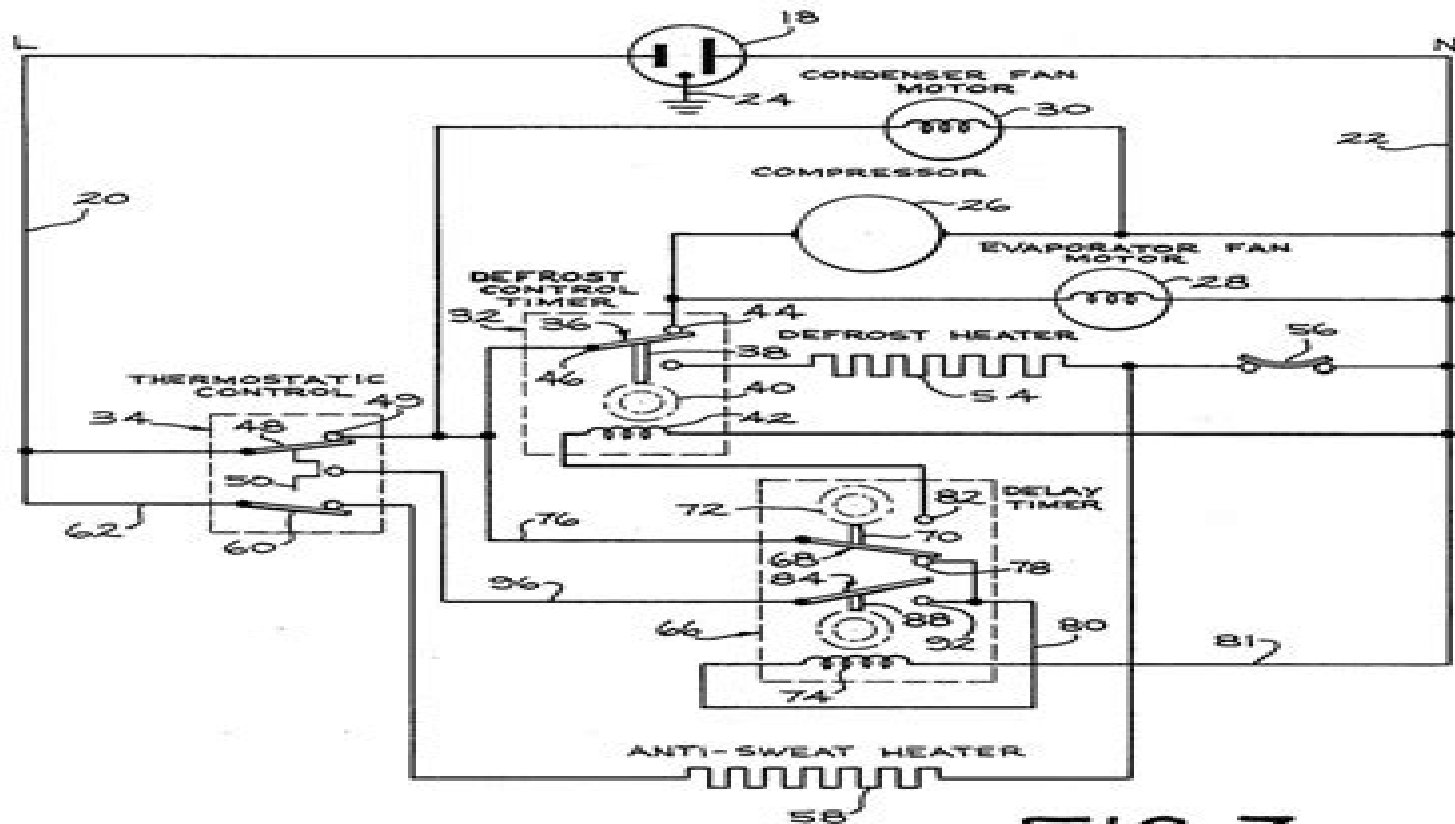 L
18
N
24
CONDENSER FAN
MOTOR
30
22
COMPRESSOR
20
26
EVAPORATOR FAN
MOTOR
28
DEFROST
CONTROL
TIMER
32
36
44
DEFROST HEATER
56
38
46
54
THERMOSTATIC
CONTROL
40
34
49
42
48
50
DELAY
TIMER
72
82
62
76
70
60
68
78
84
96
66
88
92
80
81
74
ANTI-SWEAT HEATER
58